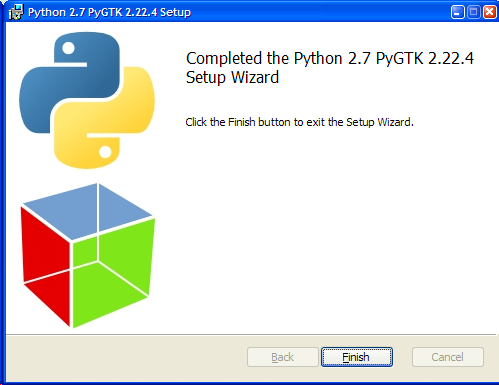 Python 2.7 PyGTK 2.22.4 Setup
Completed the Python 2.7 PyGTK 2.22.4
Setup Wizard
Click the Finish button to exit the Setup Wizard.
Back Finish Cancel